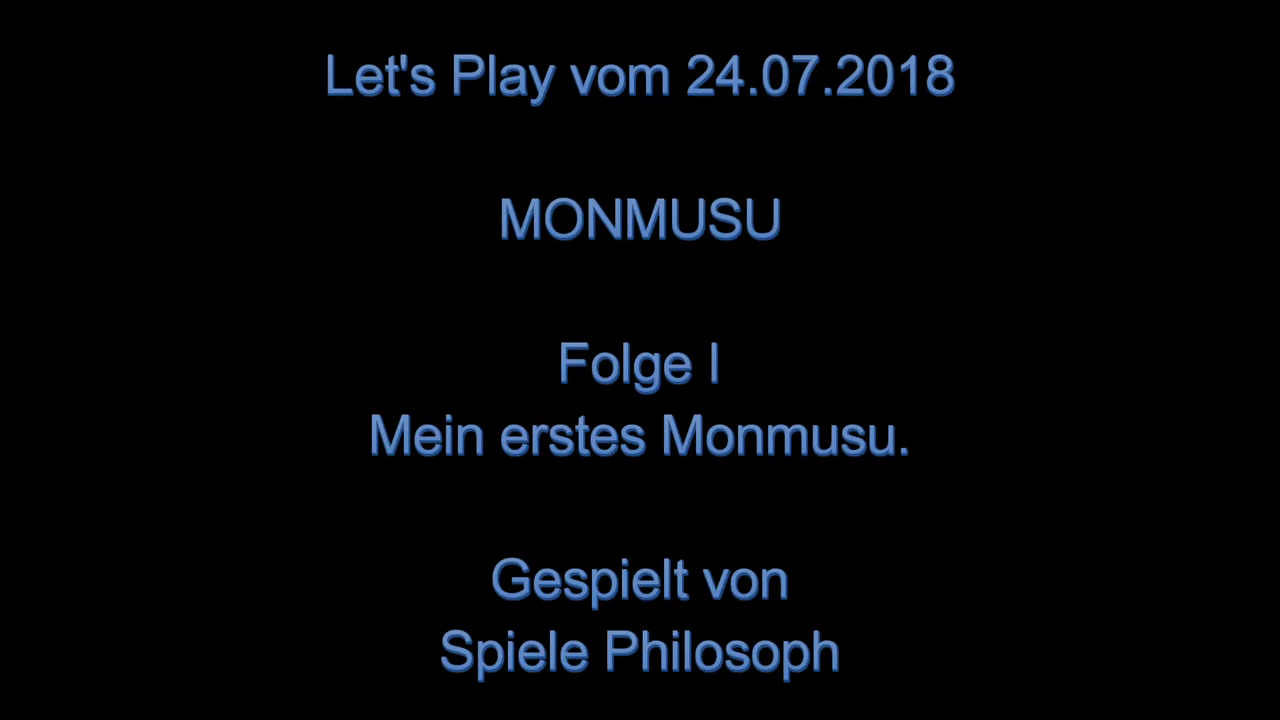 Let's Play vom 24.07.2018
MONMUSU
Folge I
Mein erstes Monmusu.
Gespielt von
Spiele Philosoph